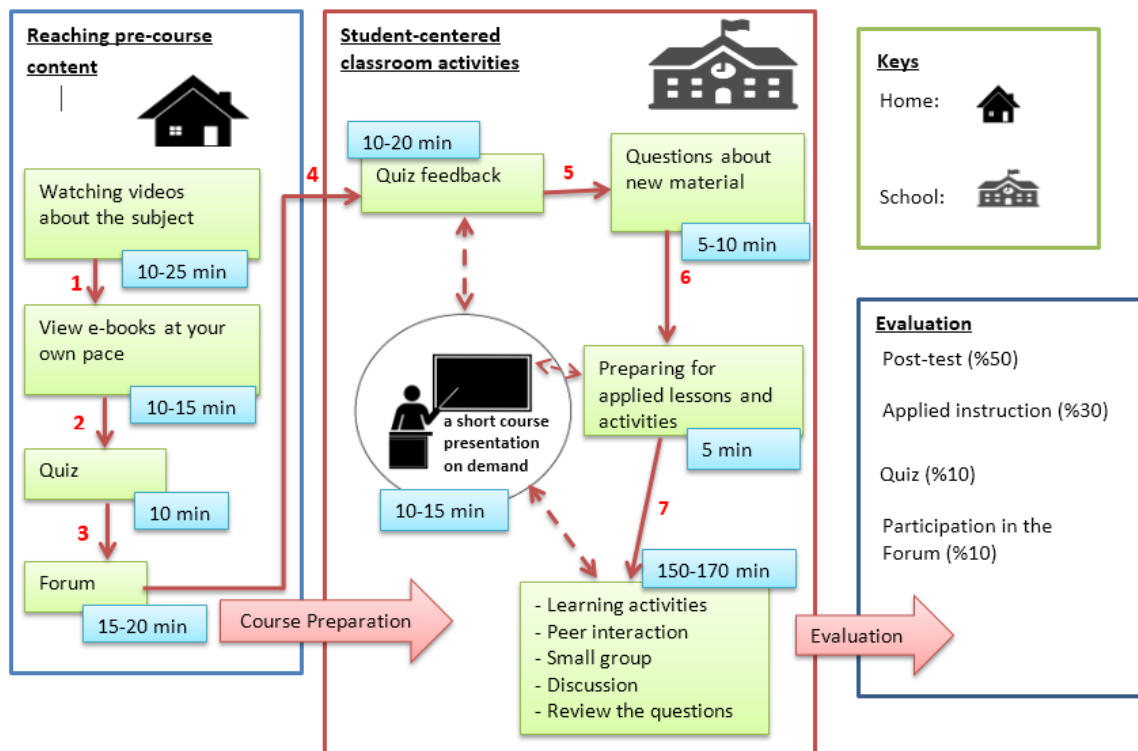 Reaching pre-course
content
Watching videos
about the subject
10-25 min
1
View e-books at your
own pace
10-15 min
2
Quiz
10 min
3
Forum
15-20 min
Course Preparation
Student-centered
classroom activities
4
10-20 min
Quiz feedback
5
Questions about
new material
5-10 min
6
a short course
presentation
on demand
10-15 min
Preparing for
applied lessons and
activities
5 min
7
150-170 min
- Learning activities
- Peer interaction
- Small group
- Discussion
- Review the questions
Evaluation
Keys
Home:
School:
Evaluation
Post-test (%50)
Applied instruction (%30)
Quiz (%10)
Participation in the
Forum (%10)